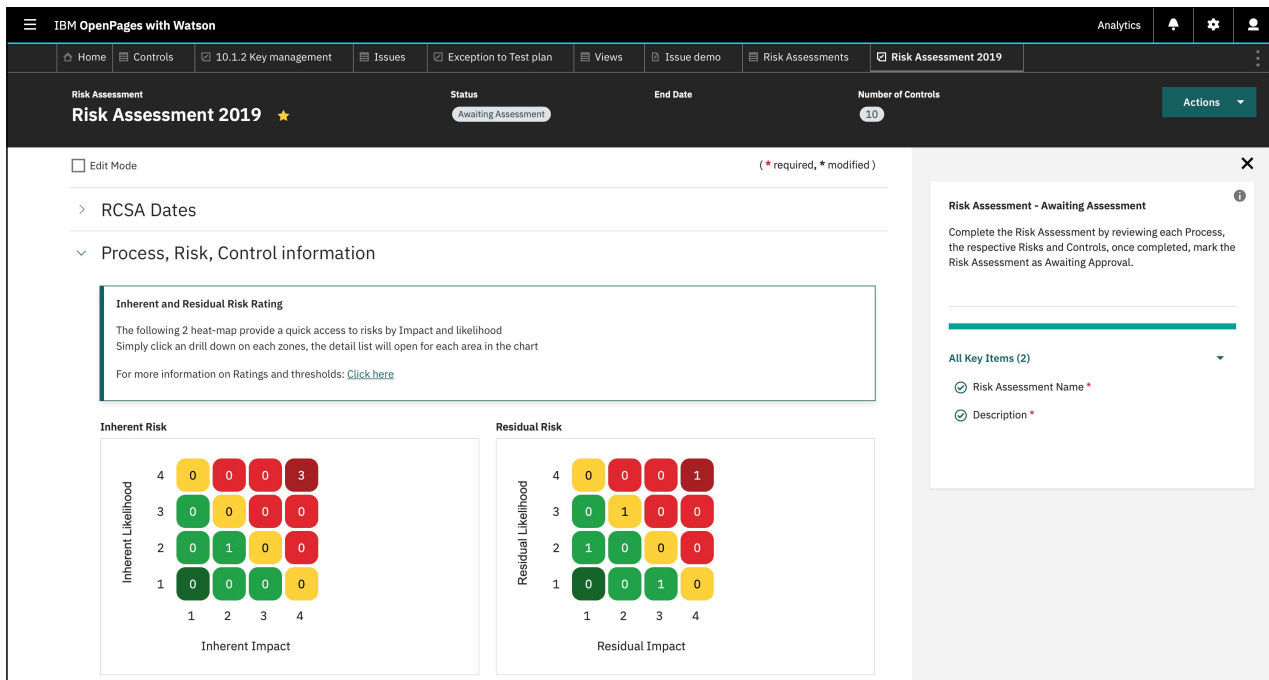 IBM OpenPages with Watson
Analytics
Home
Controls
10.1.2 Key management
Issues
Exception to Test plan
Views
Issue demo
Risk Assessments
Risk Assessment 2019
Risk Assessment
Risk Assessment 2019
Status
Awaiting Assessment
End Date
Number of Controls
10
Actions
Edit Mode
( * required, * modified )
RCSA Dates
Process, Risk, Control information
Inherent and Residual Risk Rating
The following 2 heat-map provide a quick access to risks by Impact and likelihood
Simply click an drill down on each zones, the detail list will open for each area in the chart
For more information on Ratings and thresholds: Click here
Inherent Risk
Inherent Likelihood
4 0 0 0 3
3 0 0 0 0
2 0 1 0 0
1 0 0 0 0
1 2 3 4
Inherent Impact
Residual Risk
Residual Likelihood
4 0 0 0 1
3 0 1 0 0
2 1 0 0 0
1 0 0 1 0
1 2 3 4
Residual Impact
Risk Assessment - Awaiting Assessment
Complete the Risk Assessment by reviewing each Process,
the respective Risks and Controls, once completed, mark the
Risk Assessment as Awaiting Approval.
All Key Items (2)
Risk Assessment Name *
Description *